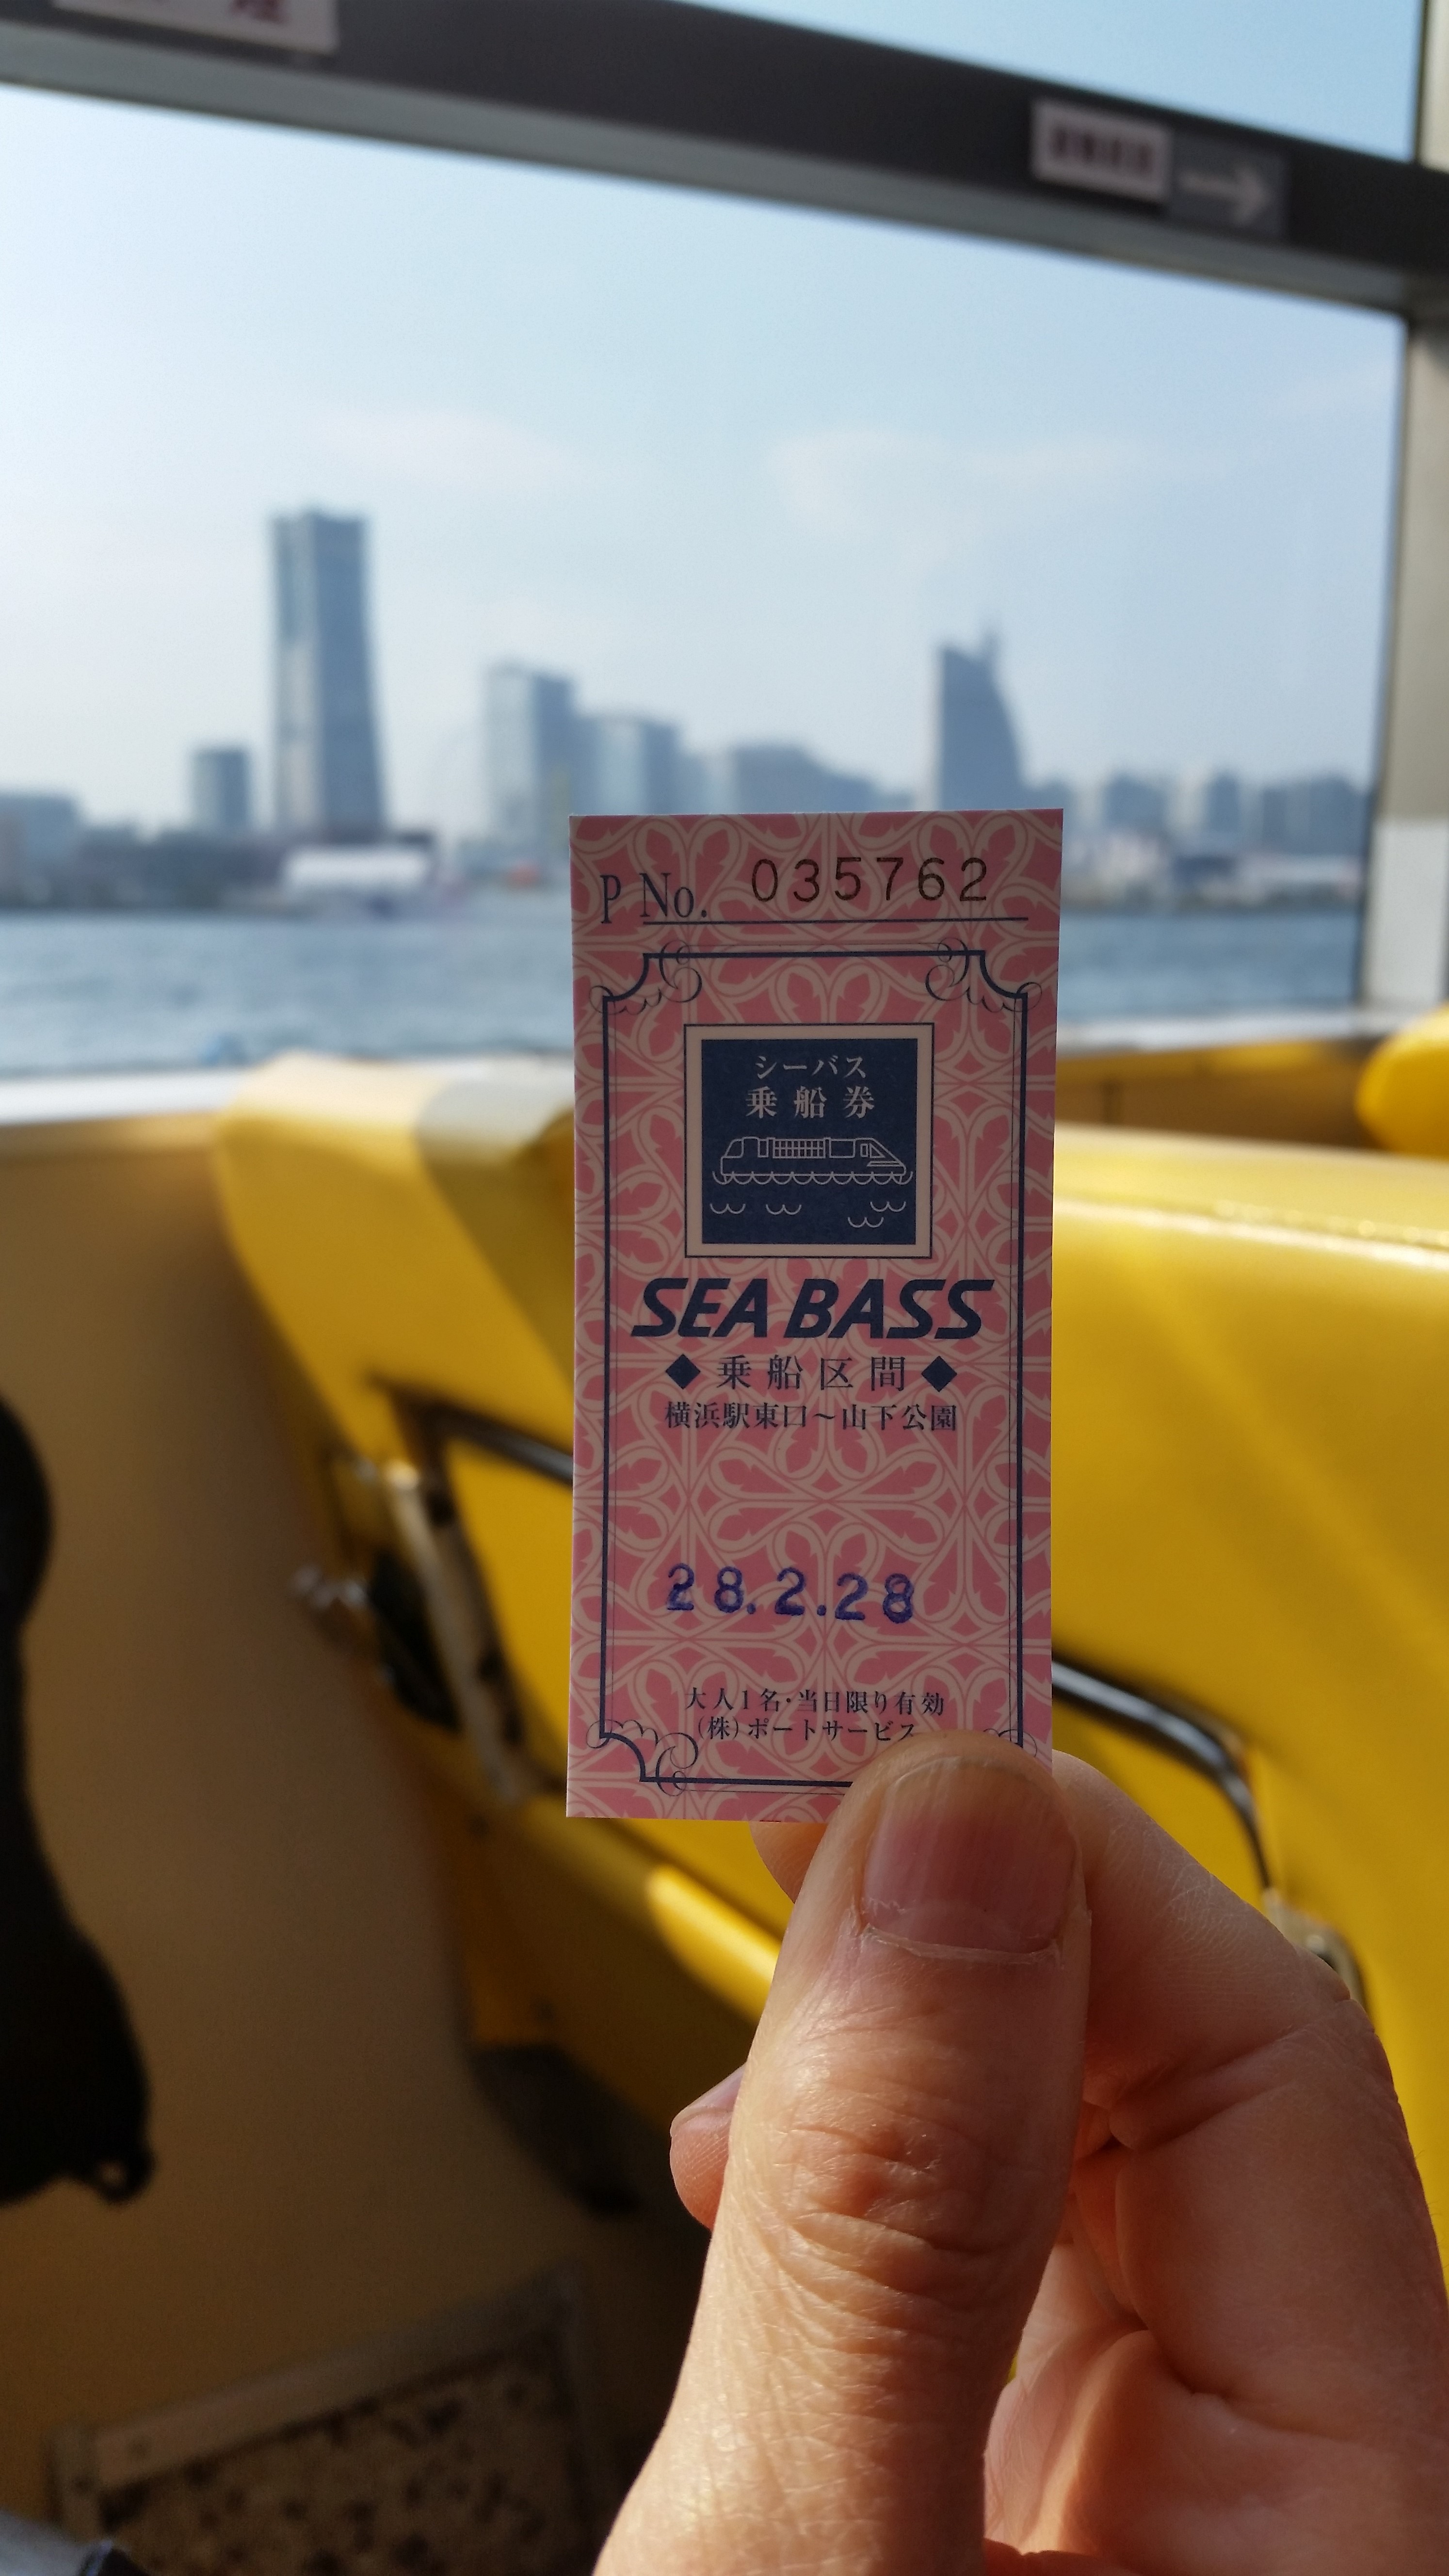 P No. 035762
シーバス
乗船券
SEA BASS
◆乗船区間◆
横浜駅東口～山下公園
28.2.28
大人1名・当日限り有効
(株)ポートサービス